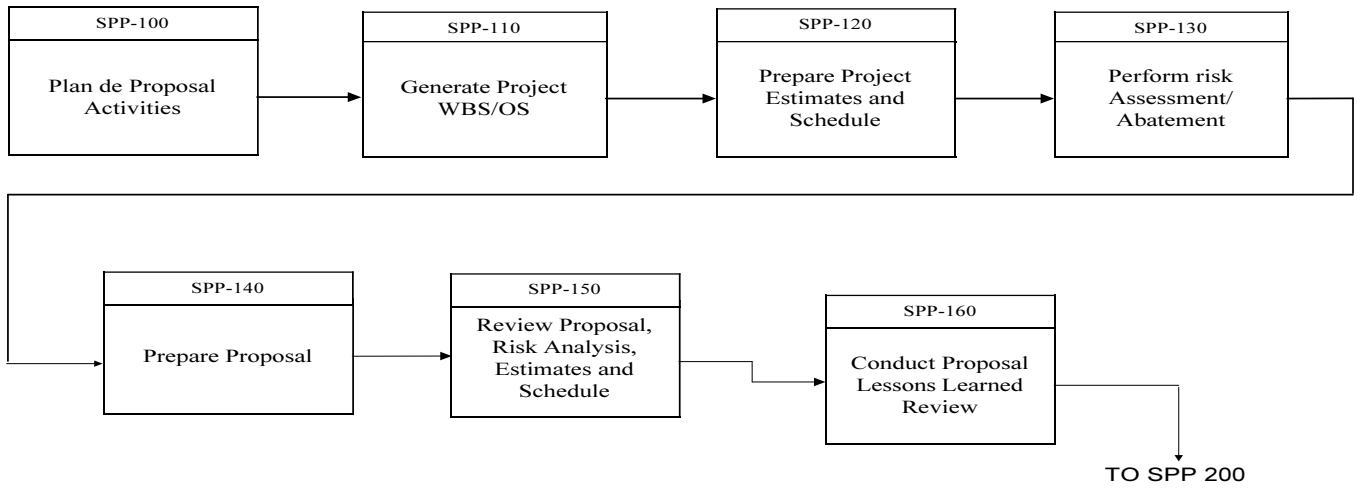 SPP-100
Plan de Proposal
Activities
SPP-110
Generate Project
WBS/OS
SPP-120
Prepare Project
Estimates and
Schedule
SPP-130
Perform risk
Assessment/
Abatement
SPP-140
Prepare Proposal
SPP-150
Review Proposal,
Risk Analysis,
Estimates and
Schedule
SPP-160
Conduct Proposal
Lessons Learned
Review
TO SPP 200